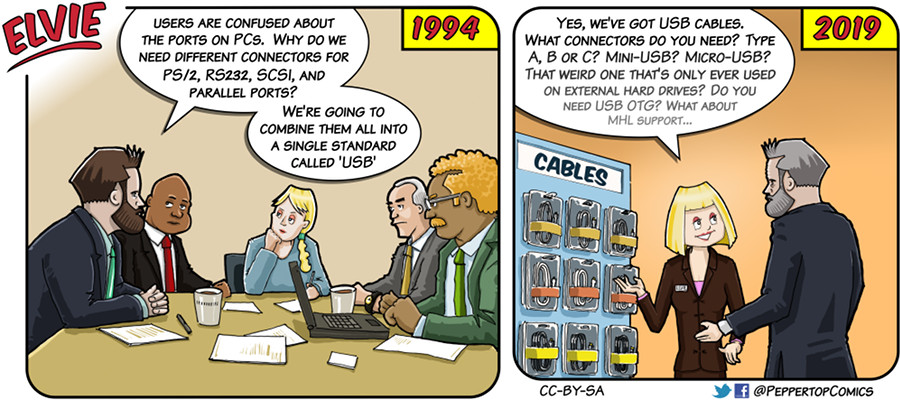 ELVIE
USERS ARE CONFUSED ABOUT
THE PORTS ON PCS. WHY DO WE
NEED DIFFERENT CONNECTORS FOR
PS/2, RS232, SCSI, AND
PARALLEL PORTS?
WE'RE GOING TO
COMBINE THEM ALL INTO
A SINGLE STANDARD
CALLED 'USB'
1994
YES, WE'VE GOT USB CABLES.
WHAT CONNECTORS DO YOU NEED? TYPE
A, B OR C? MINI-USB? MICRO-USB?
THAT WEIRD ONE THAT'S ONLY EVER USED
ON EXTERNAL HARD DRIVES? DO YOU
NEED USB OTG? WHAT ABOUT
MHL SUPPORT...
2019
CABLES
CC-BY-SA
@PEPPERTOPCOMICS